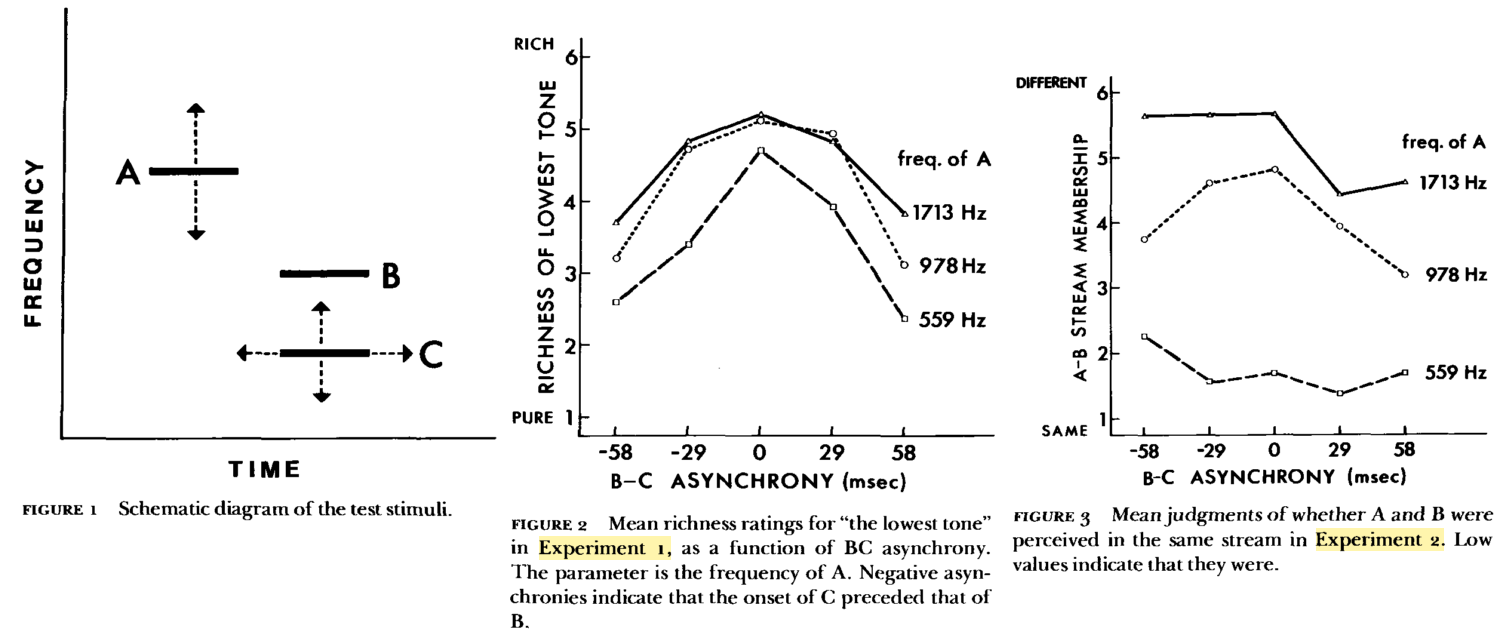 FREQUENCY
A
B
C
TIME
FIGURE 1 Schematic diagram of the test stimuli.
RICH
RICHNESS OF LOWEST TONE
6
5
4
3
2
PURE 1
freq. of A
1713 Hz
978 Hz
559 Hz
-58 -29 0 29 58
B-C ASYNCHRONY (msec)
FIGURE 2 Mean richness ratings for “the lowest tone”
in Experiment 1, as a function of BC asynchrony.
The parameter is the frequency of A. Negative asyn-
chronies indicate that the onset of C preceded that of
B.
DIFFERENT
A-B STREAM MEMBERSHIP
6
5
4
3
2
1
SAME
freq. of A
1713 Hz
978 Hz
559 Hz
-58 -29 0 29 58
B-C ASYNCHRONY (msec)
FIGURE 3 Mean judgments of whether A and B were
perceived in the same stream in Experiment 2. Low
values indicate that they were.